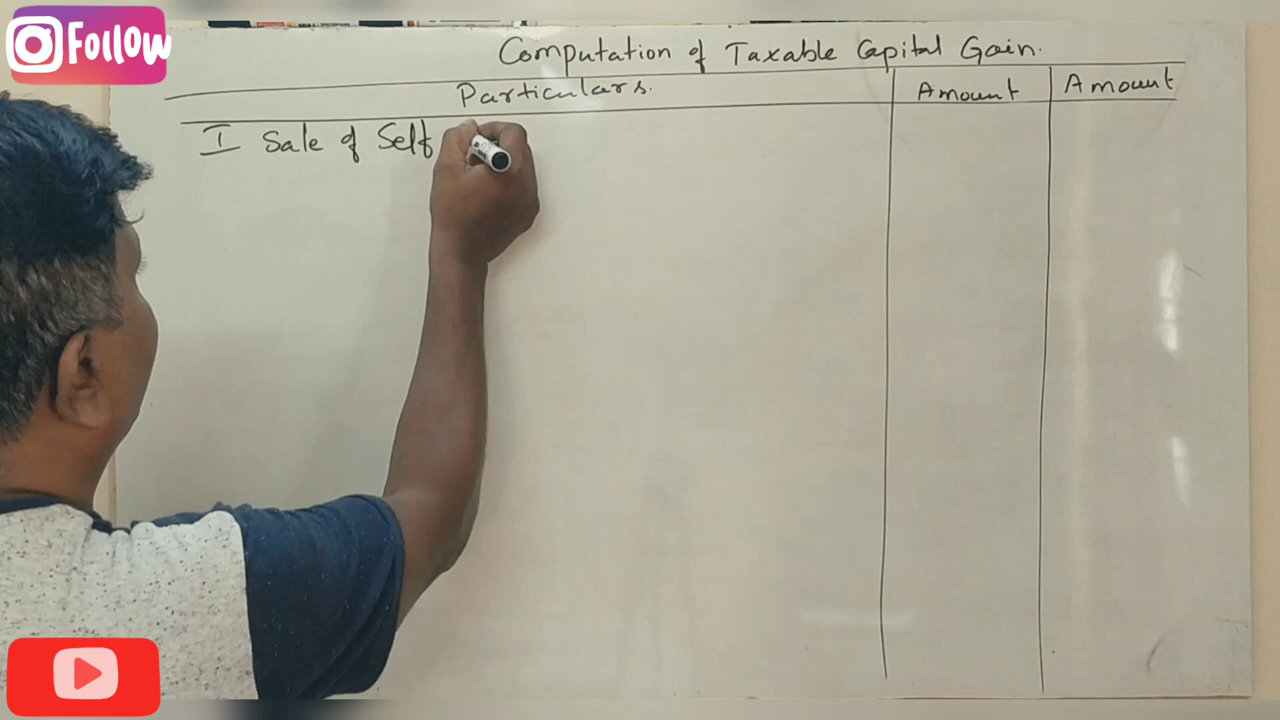 Follow
Computation of Taxable Capital Gain.
Particulars. Amount Amount
I Sale of Self